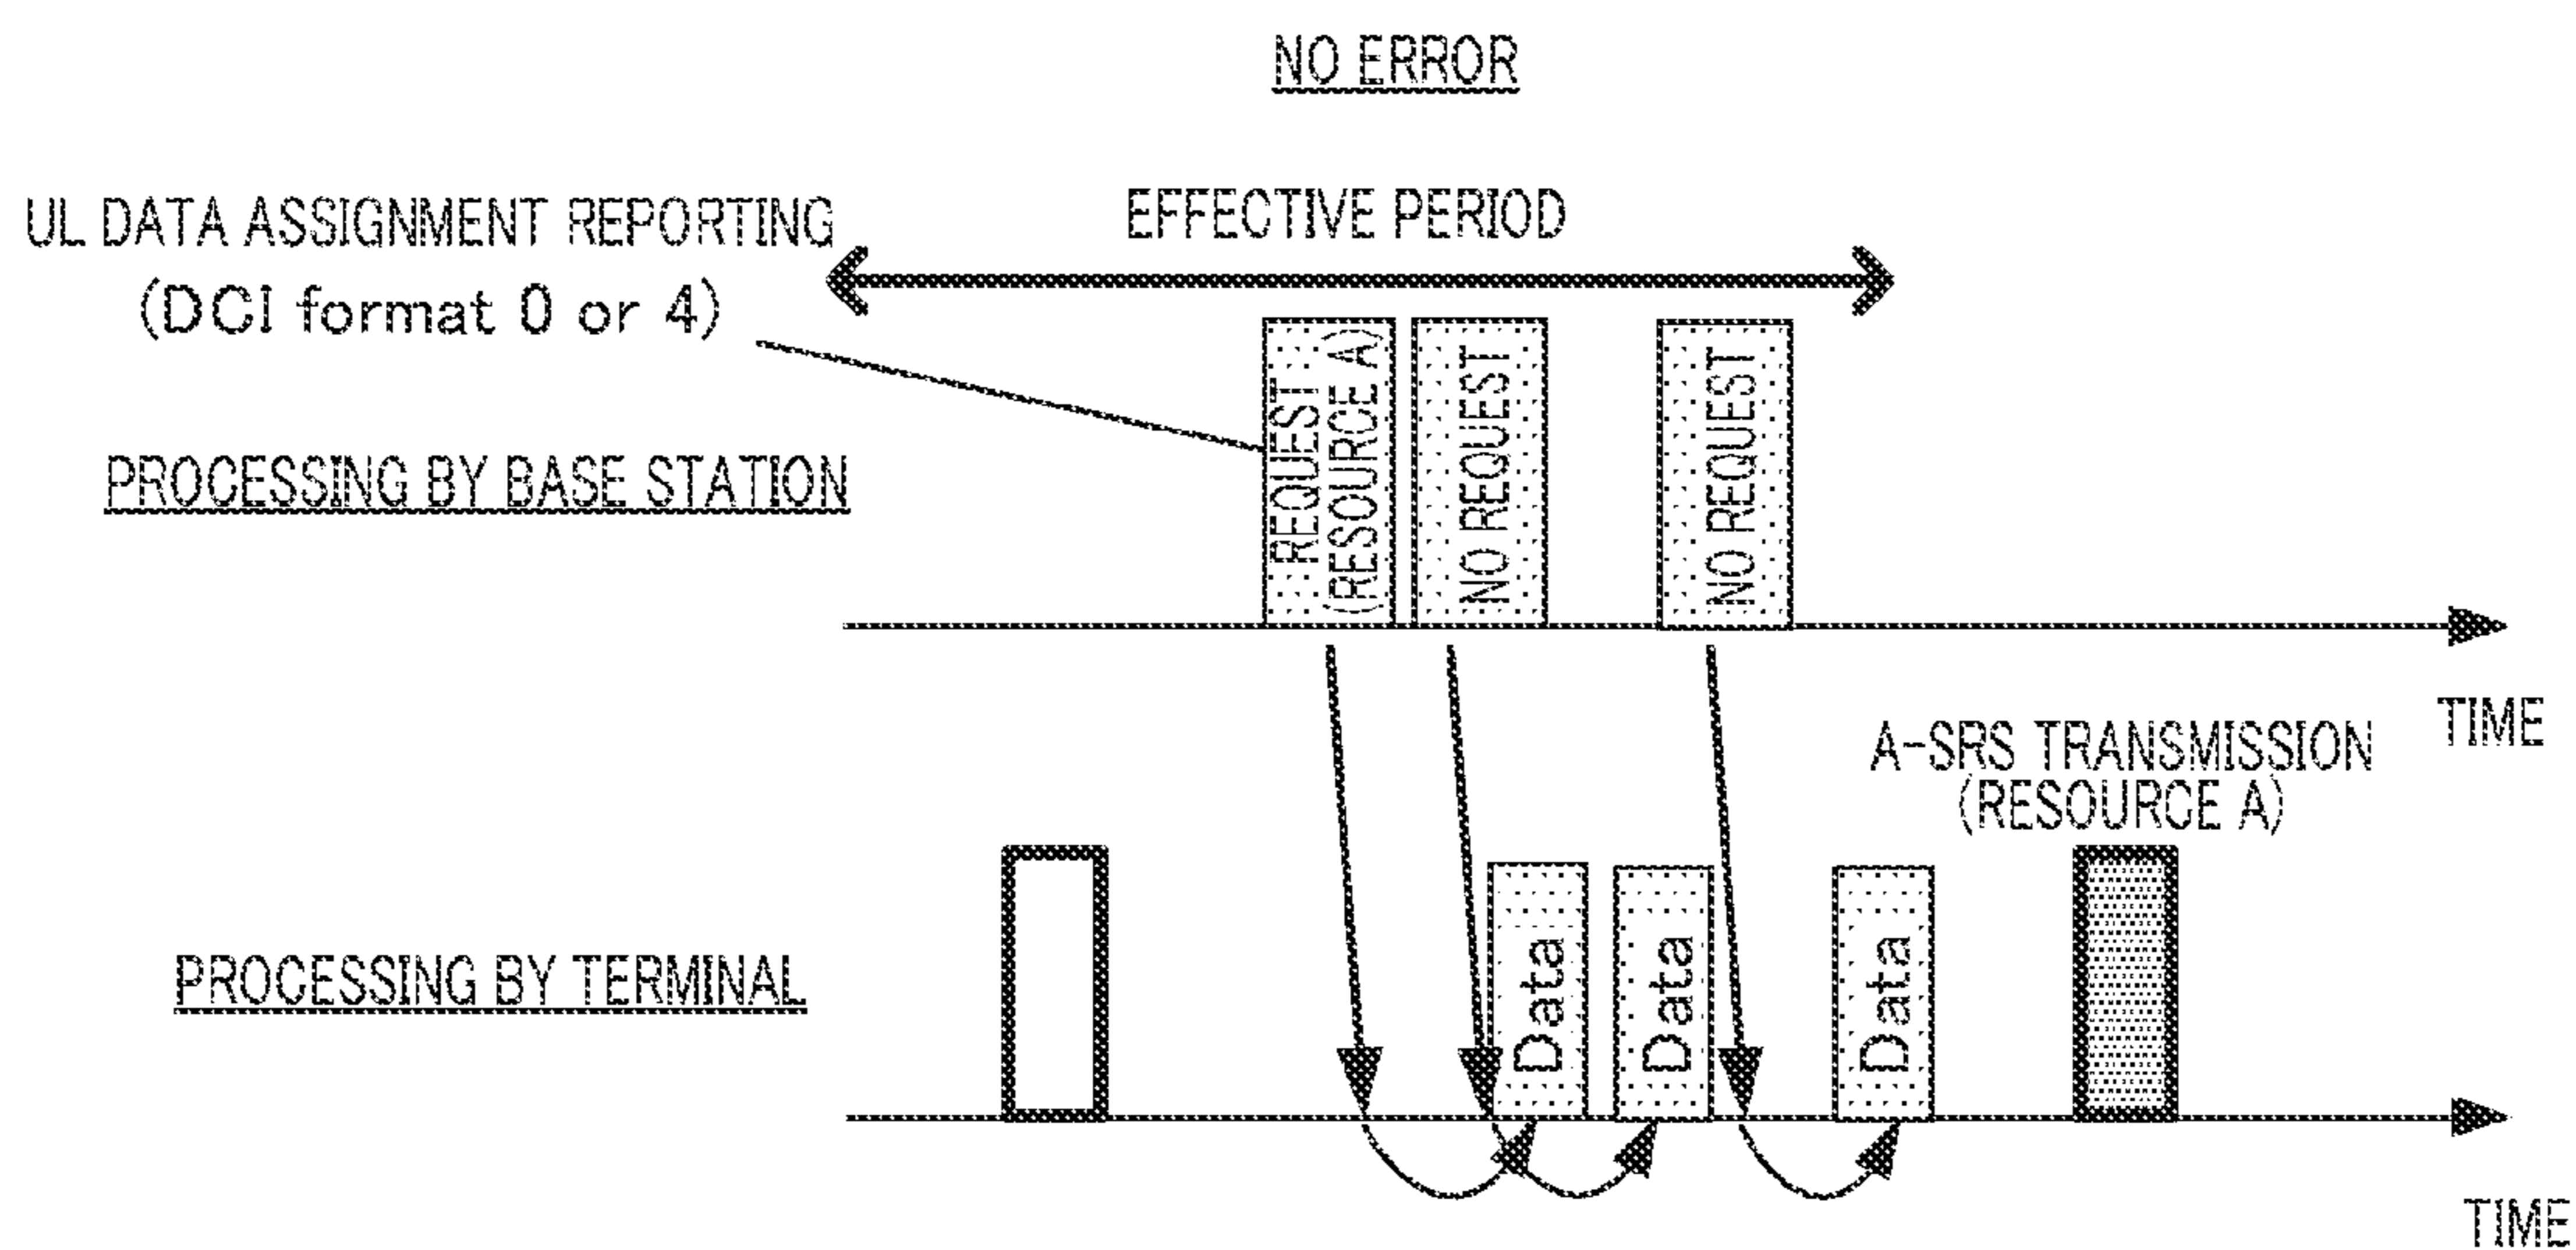 NO ERROR
UL DATA ASSIGNMENT REPORTING
(DCI format 0 or 4)
EFFECTIVE PERIOD
PROCESSING BY BASE STATION
REQUEST
(RESOURCE A)
NO REQUEST
NO REQUEST
TIME
A-SRS TRANSMISSION
(RESOURCE A)
PROCESSING BY TERMINAL
Data
Data
Data
TIME